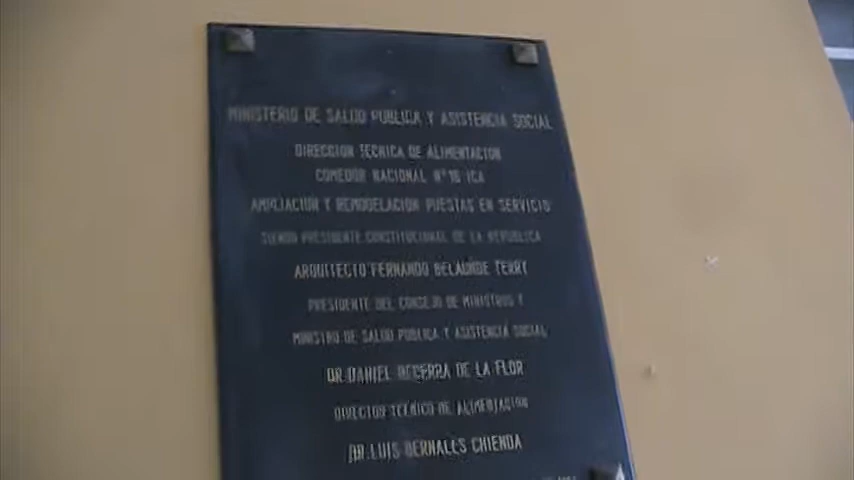 MINISTERIO DE SALUD PUBLICA Y ASISTENCIA SOCIAL
DIRECCION TECNICA DE ALIMENTACION
COMEDOR NACIONAL N° 16 ICA
AMPLIACION Y REMODELACION PUESTAS EN SERVICIO
SIENDO PRESIDENTE CONSTITUCIONAL DE LA REPUBLICA
ARQUITECTO FERNANDO BELAUNDE TERRY
PRESIDENTE DEL CONSEJO DE MINISTROS Y
MINISTRO DE SALUD PUBLICA Y ASISTENCIA SOCIAL
DR. DANIEL BECERRA DE LA FLOR
DIRECTOR TECNICO DE ALIMENTACION
DR. LUIS BERNALES CHIENDA